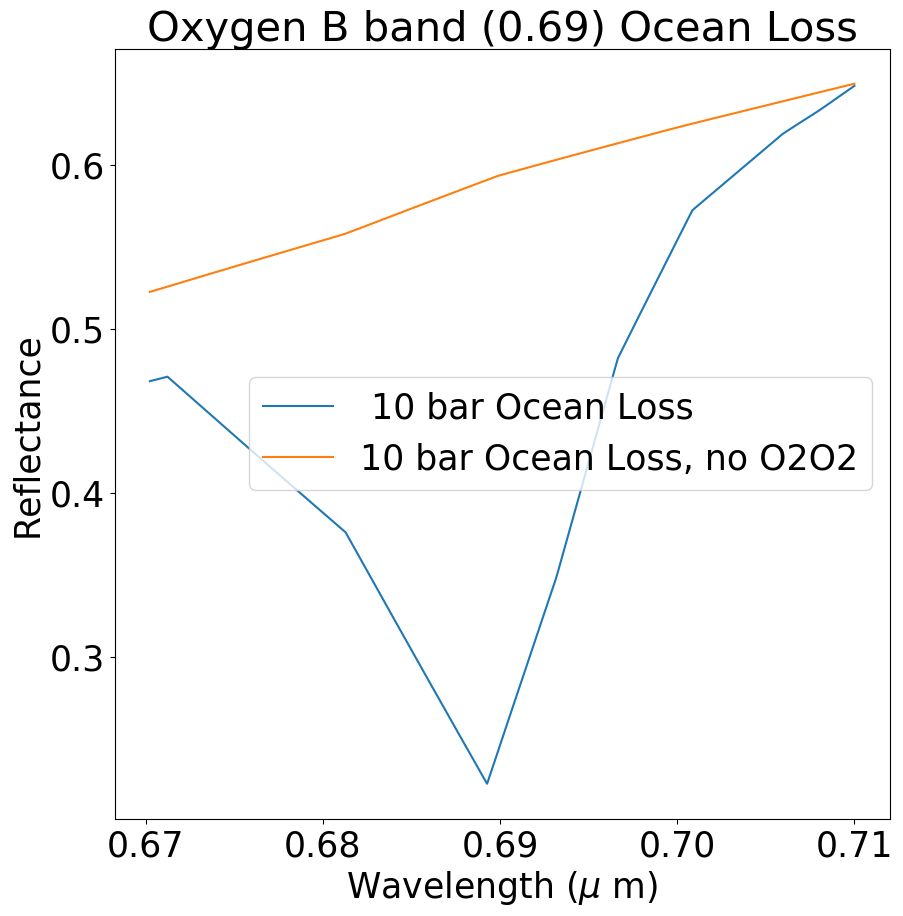 Oxygen B band (0.69) Ocean Loss
Reflectance
0.6
0.5
0.4
0.3
10 bar Ocean Loss
10 bar Ocean Loss, no O2O2
0.67 0.68 0.69 0.70 0.71
Wavelength (μ m)